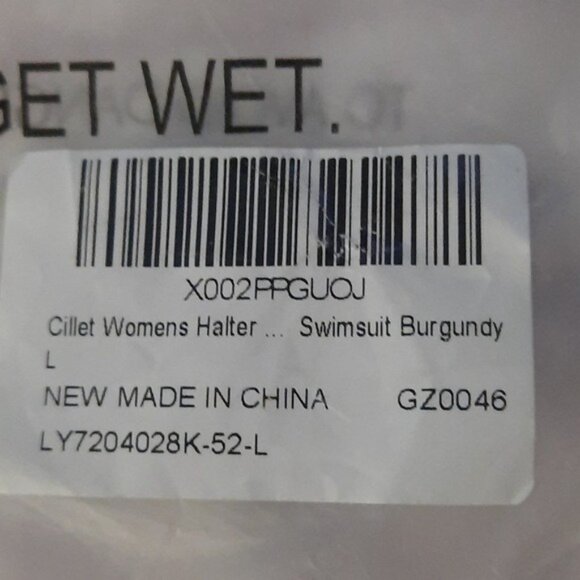 GET WET.
X002PPGUOJ
Cillet Womens Halter ... Swimsuit Burgundy
L
NEW MADE IN CHINA GZ0046
LY7204028K-52-L